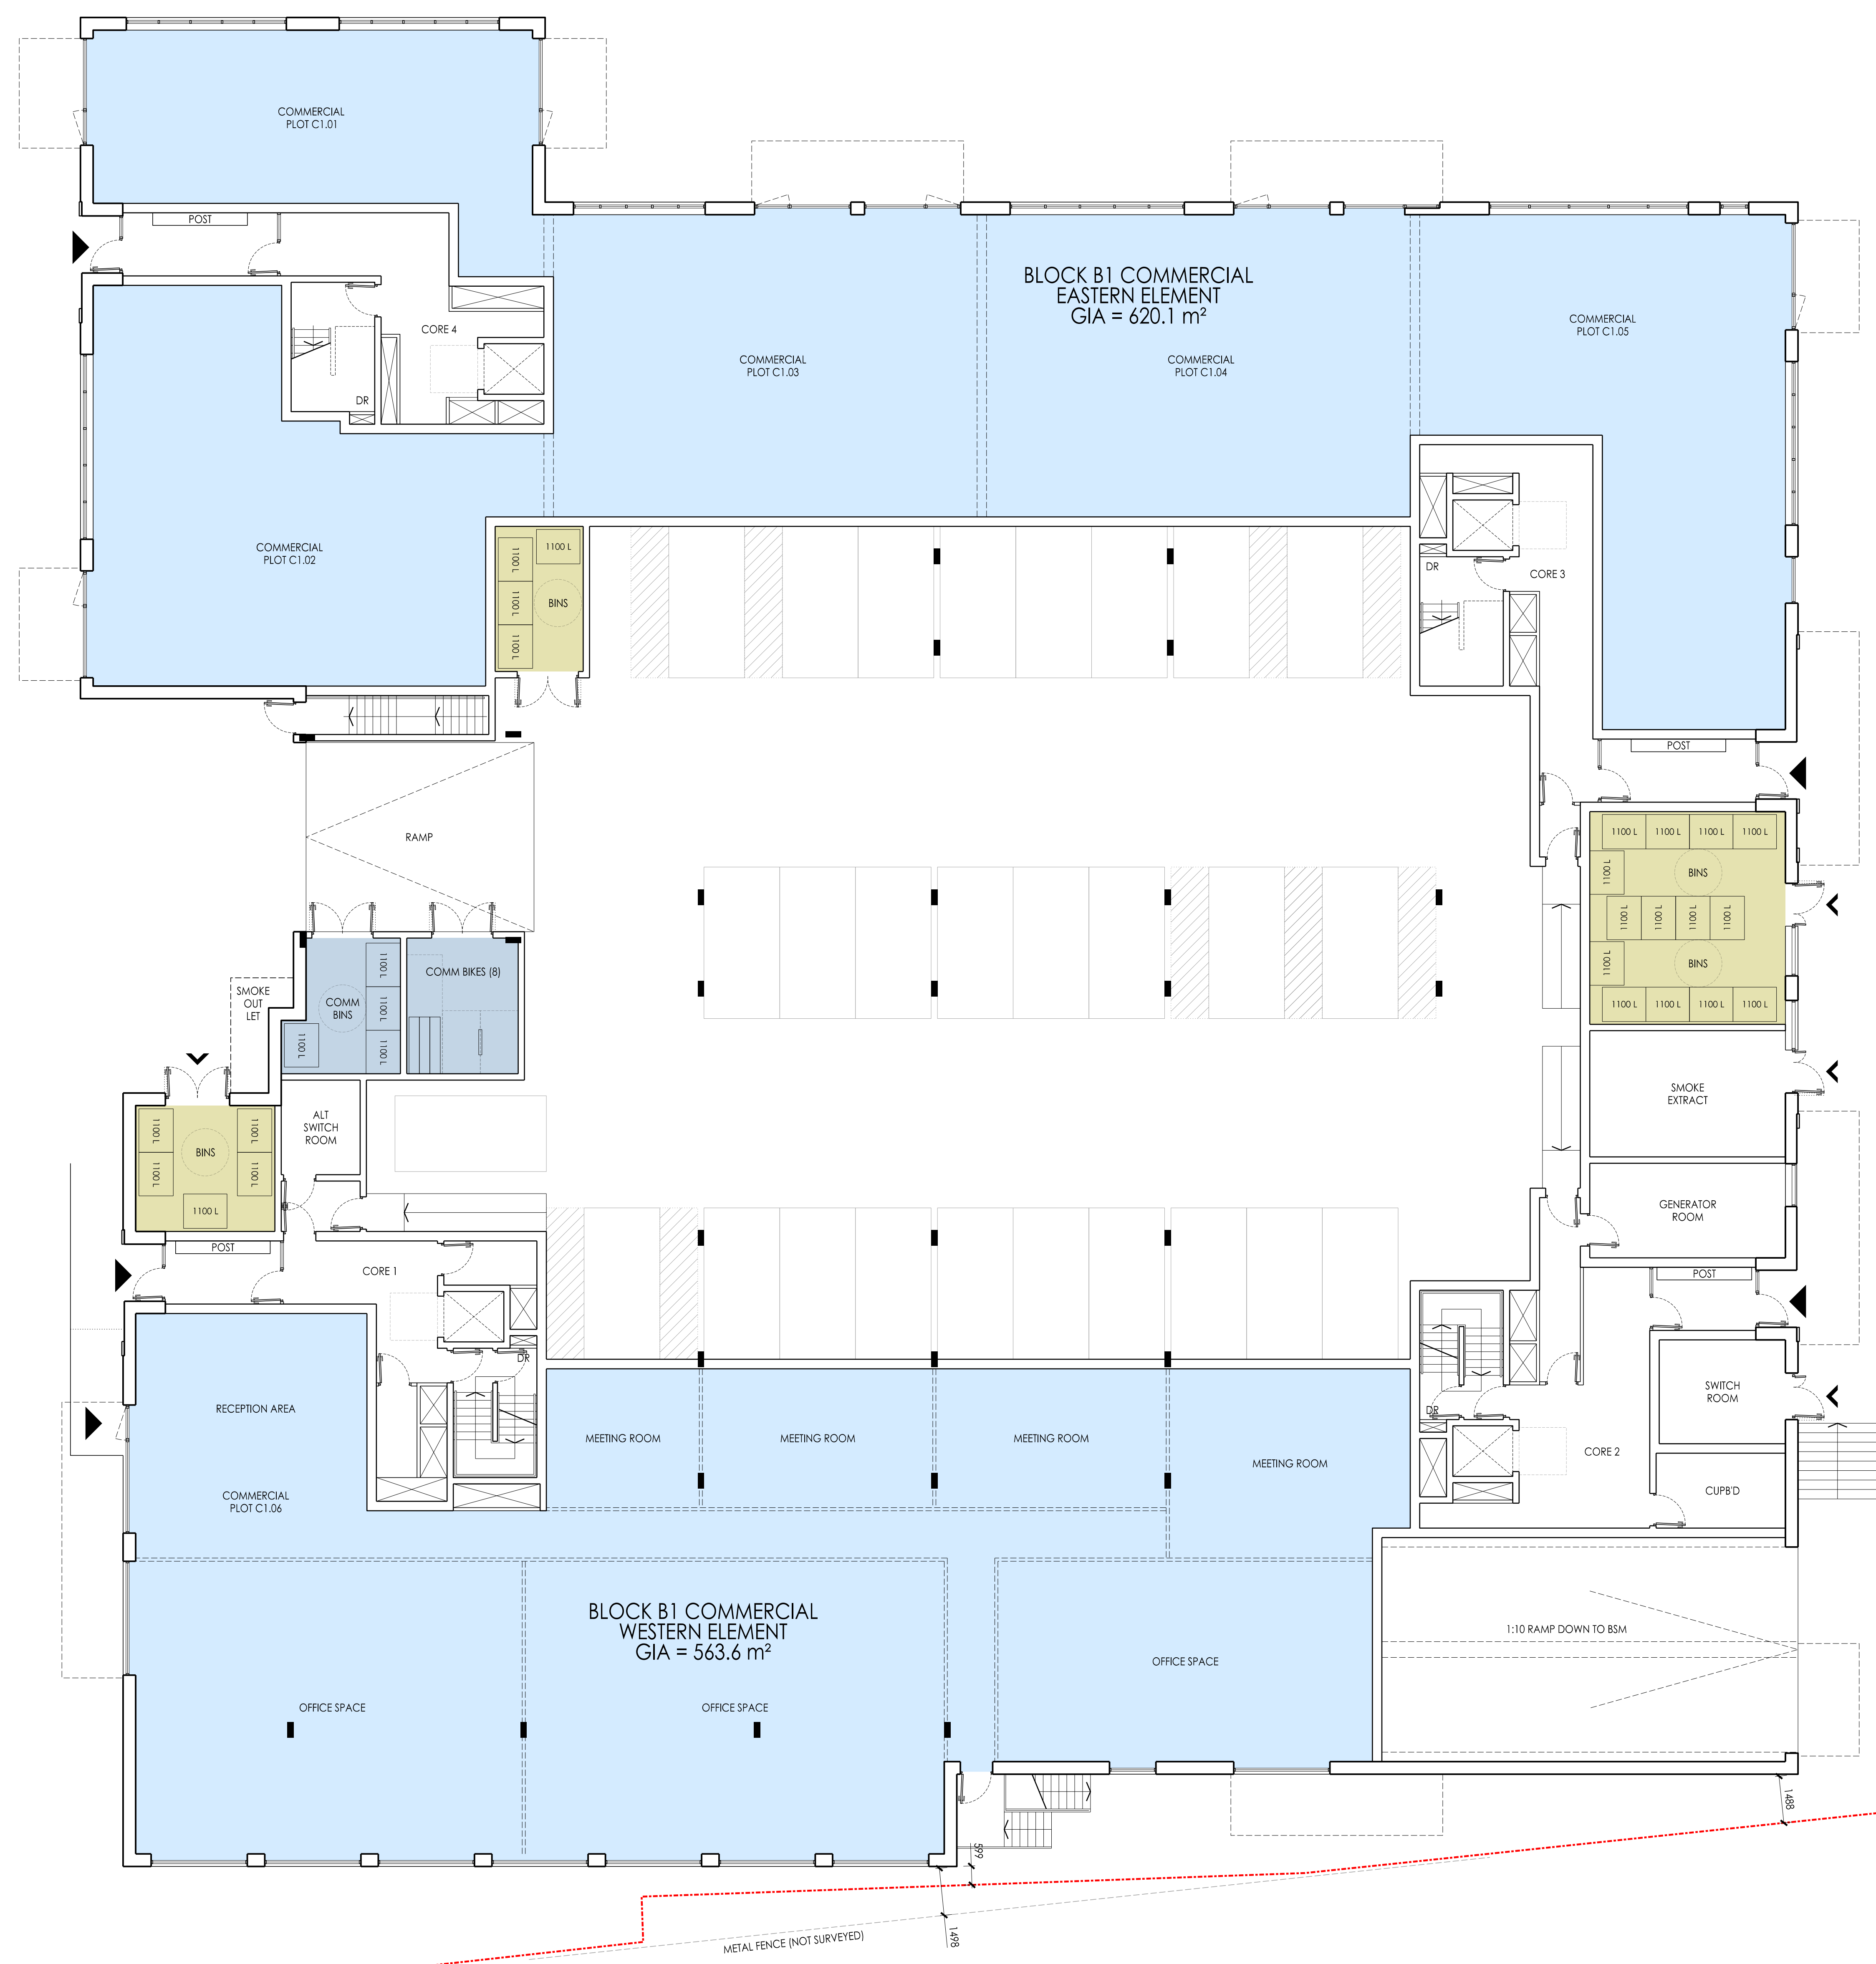 COMMERCIAL
PLOT C1.01
POST
BLOCK B1 COMMERCIAL
EASTERN ELEMENT
GIA = 620.1 m²
CORE 4
COMMERCIAL
PLOT C1.05
COMMERCIAL
PLOT C1.03
COMMERCIAL
PLOT C1.04
DR
COMMERCIAL
PLOT C1.02
1100 L
1100 L
1100 L
1100 L
BINS
DR
CORE 3
POST
RAMP
1100 L
1100 L
1100 L
1100 L
1100 L
BINS
1100 L
1100 L
1100 L
1100 L
1100 L
BINS
1100 L
1100 L
1100 L
1100 L
COMM BIKES (8)
1100 L
1100 L
1100 L
1100 L
COMM
BINS
SMOKE
OUT
LET
SMOKE
EXTRACT
ALT
SWITCH
ROOM
1100 L
1100 L
BINS
1100 L
1100 L
1100 L
GENERATOR
ROOM
POST
CORE 1
POST
DR
SWITCH
ROOM
RECEPTION AREA
DR
MEETING ROOM
MEETING ROOM
MEETING ROOM
MEETING ROOM
CORE 2
CUPB'D
COMMERCIAL
PLOT C1.06
BLOCK B1 COMMERCIAL
WESTERN ELEMENT
GIA = 563.6 m²
1:10 RAMP DOWN TO BSM
OFFICE SPACE
OFFICE SPACE
OFFICE SPACE
1488
599
1498
METAL FENCE (NOT SURVEYED)